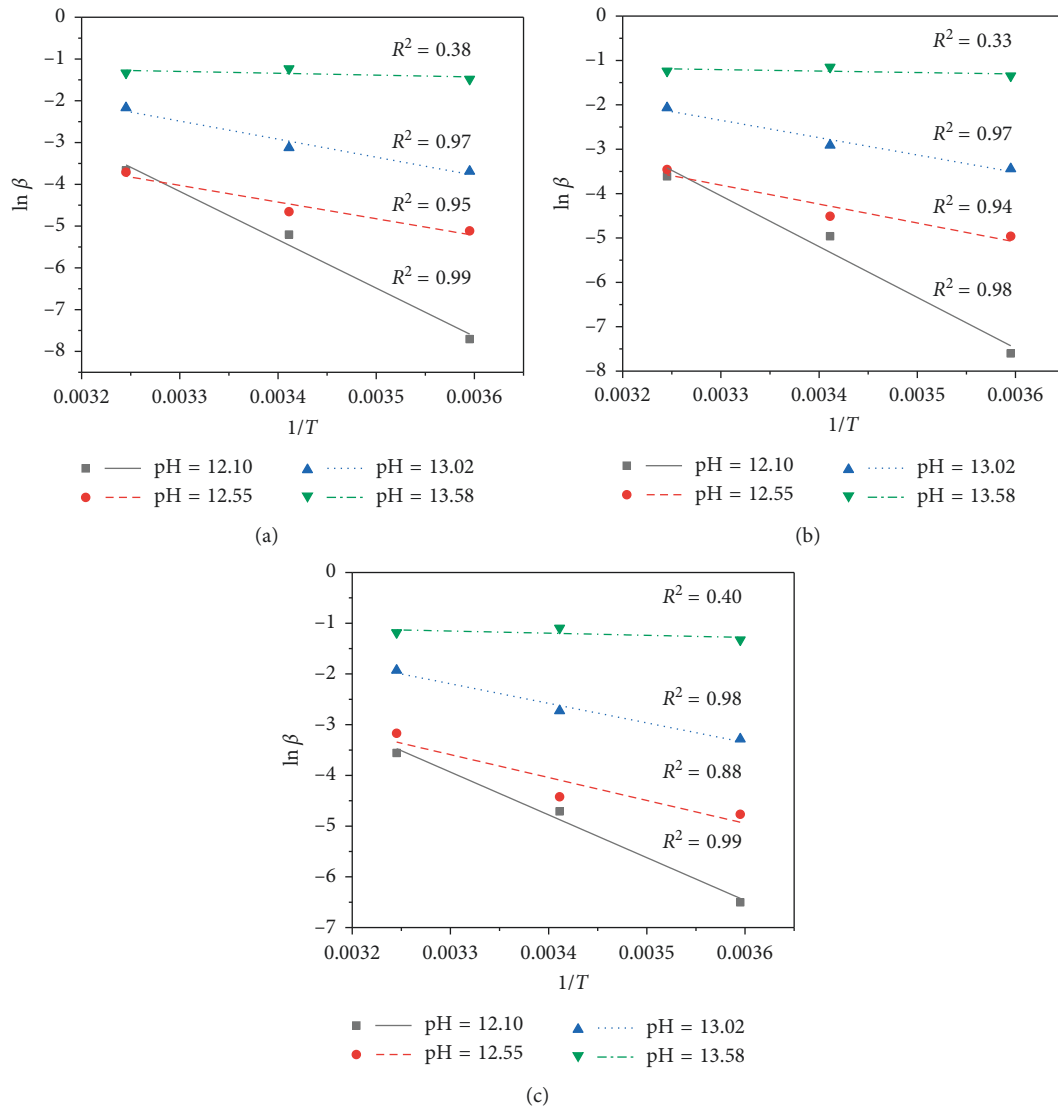 0
−1
−2
−3
−4
−5
−6
−7
−8
ln β
R² = 0.38
R² = 0.97
R² = 0.95
R² = 0.99
0.0032 0.0033 0.0034 0.0035 0.0036
1/T
pH = 12.10 pH = 13.02
pH = 12.55 pH = 13.58
(a)
0
−1
−2
−3
−4
−5
−6
−7
−8
ln β
R² = 0.33
R² = 0.97
R² = 0.94
R² = 0.98
0.0032 0.0033 0.0034 0.0035 0.0036
1/T
pH = 12.10 pH = 13.02
pH = 12.55 pH = 13.58
(b)
0
−1
−2
−3
−4
−5
−6
−7
ln β
R² = 0.40
R² = 0.98
R² = 0.88
R² = 0.99
0.0032 0.0033 0.0034 0.0035 0.0036
1/T
pH = 12.10 pH = 13.02
pH = 12.55 pH = 13.58
(c)